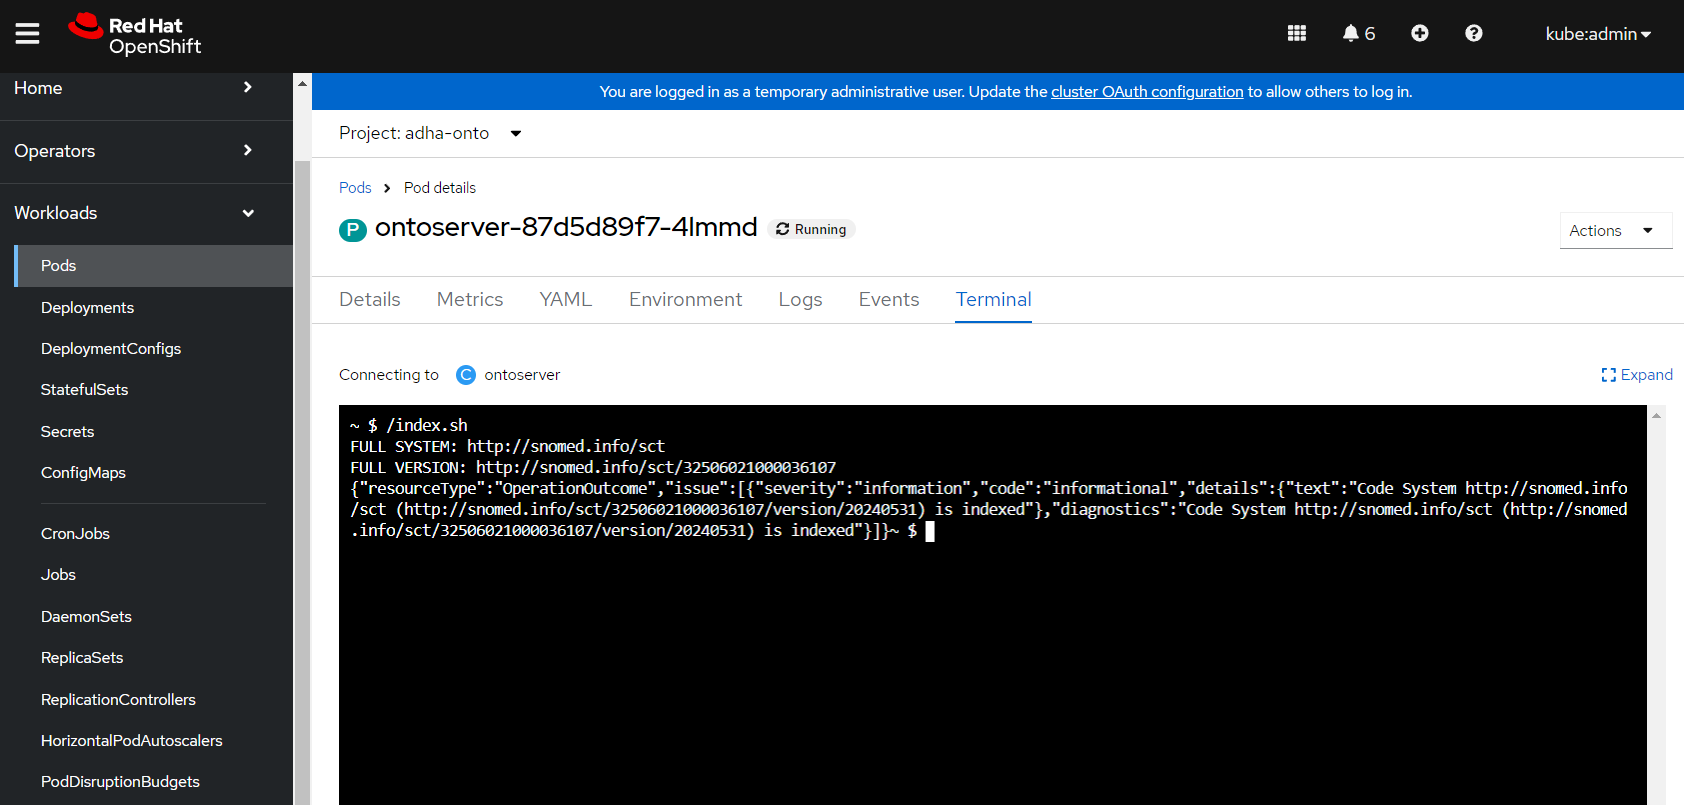 Red Hat
OpenShift
6
kube:admin
You are logged in as a temporary administrative user. Update the cluster OAuth configuration to allow others to log in.
Home
Operators
Workloads
Pods
Deployments
DeploymentConfigs
StatefulSets
Secrets
ConfigMaps
CronJobs
Jobs
DaemonSets
ReplicaSets
ReplicationControllers
HorizontalPodAutoscalers
PodDisruptionBudgets
Project: adha-onto
Pods > Pod details
P ontoserver-87d5d89f7-4lmmd Running
Actions
Details Metrics YAML Environment Logs Events Terminal
Connecting to C ontoserver
Expand
~ $ /index.sh
FULL SYSTEM: http://snomed.info/sct
FULL VERSION: http://snomed.info/sct/32506021000036107
{"resourceType":"OperationOutcome","issue":[{"severity":"information","code":"informational","details":{"text":"Code System http://snomed.info
/sct (http://snomed.info/sct/32506021000036107/version/20240531) is indexed"},"diagnostics":"Code System http://snomed.info/sct (http://snomed
.info/sct/32506021000036107/version/20240531) is indexed"}]}~ $